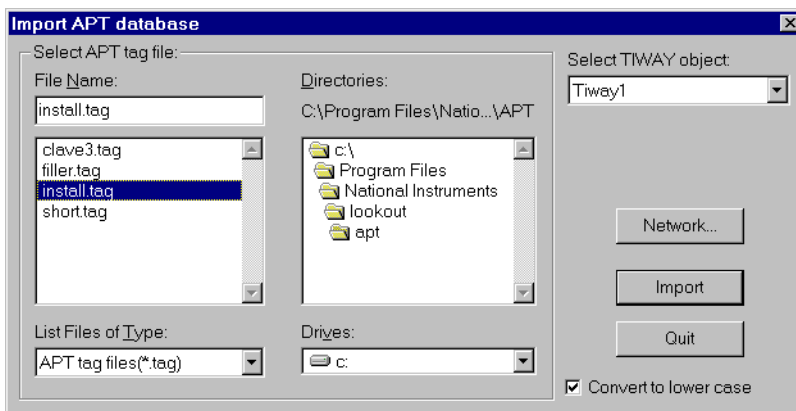 Import APT database
Select APT tag file:
File Name:
install.tag
clave3.tag
filler.tag
install.tag
short.tag
List Files of Type:
APT tag files(*.tag)
Directories:
C:\Program Files\Natio...\APT
c:\
Program Files
National Instruments
lookout
apt
Drives:
c:
Select TIWAY object:
Tiway1
Network...
Import
Quit
Convert to lower case